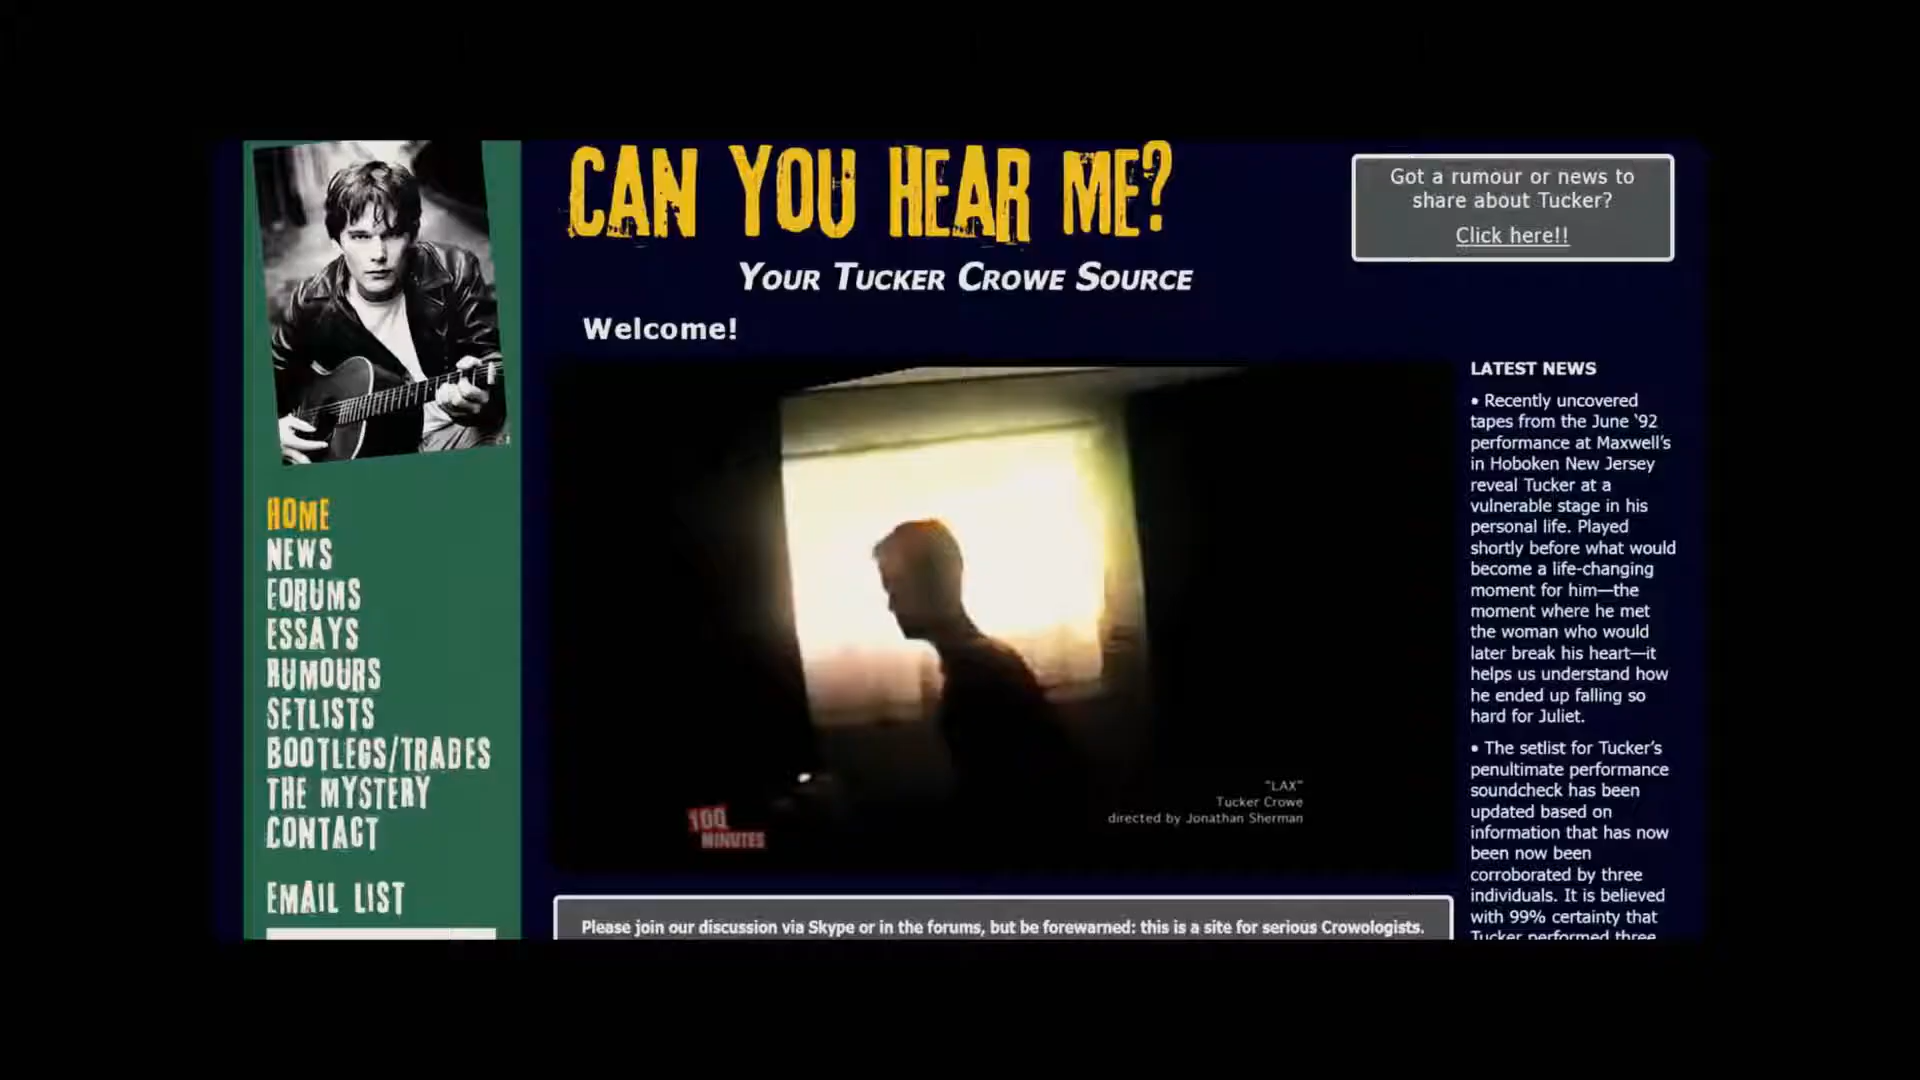 CAN YOU HEAR ME?
YOUR TUCKER CROWE SOURCE
Got a rumour or news to
share about Tucker?
Click here!!
Welcome!
HOME
NEWS
FORUMS
ESSAYS
RUMOURS
SETLISTS
BOOTLEGS/TRADES
THE MYSTERY
CONTACT
EMAIL LIST
"LAX"
Tucker Crowe
directed by Jonathan Sherman
100
MINUTES
Please join our discussion via Skype or in the forums, but be forewarned: this is a site for serious Crowologists.
LATEST NEWS
• Recently uncovered
tapes from the June ‘92
performance at Maxwell’s
in Hoboken New Jersey
reveal Tucker at a
vulnerable stage in his
personal life. Played
shortly before what would
become a life-changing
moment for him—the
moment where he met
the woman who would
later break his heart—it
helps us understand how
he ended up falling so
hard for Juliet.
• The setlist for Tucker’s
penultimate performance
soundcheck has been
updated based on
information that has now
been now been
corroborated by three
individuals. It is believed
with 99% certainty that
Tucker performed three